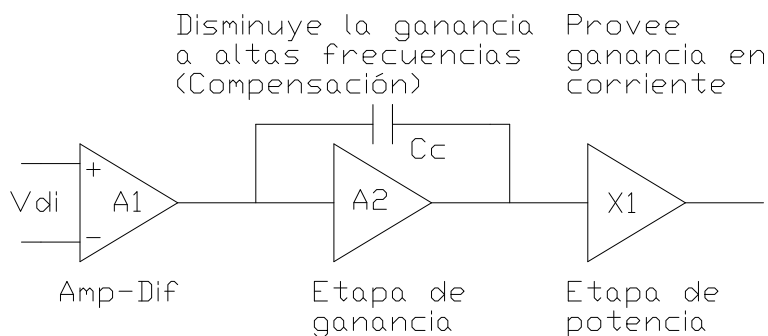 Disminuye la ganancia
a altas frecuencias
(Compensación)
Provee
ganancia en
corriente
Cc
+
Vdi
-
A1
A2
X1
Amp-Dif
Etapa de
ganancia
Etapa de
potencia